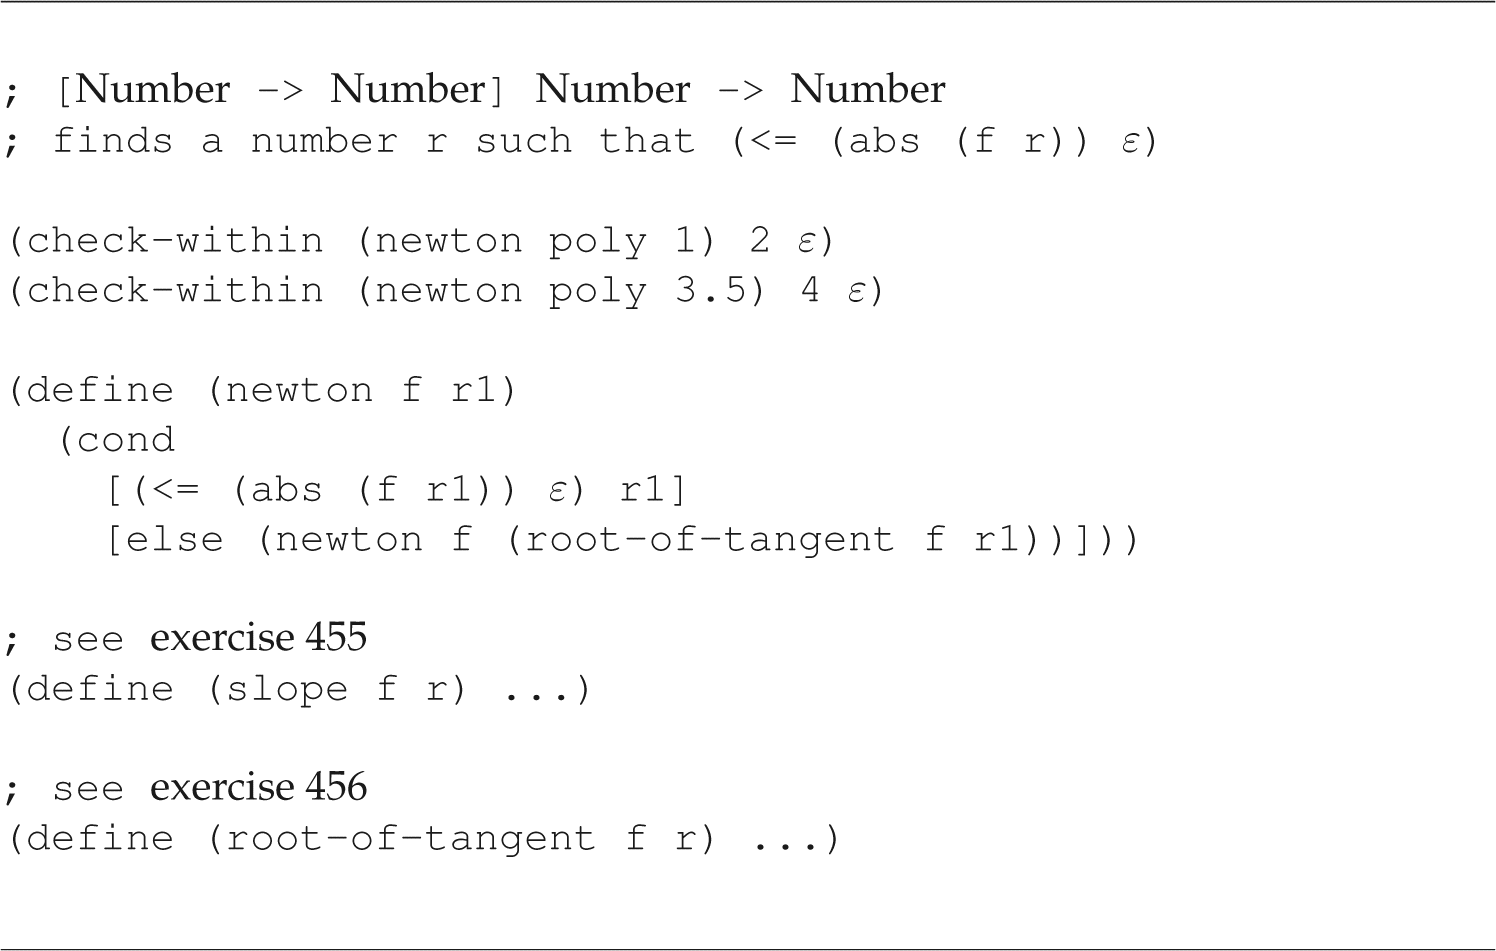 ; [Number -> Number] Number -> Number
; finds a number r such that (<= (abs (f r)) ε)
(check-within (newton poly 1) 2 ε)
(check-within (newton poly 3.5) 4 ε)
(define (newton f r1)
(cond
[(<= (abs (f r1)) ε) r1]
[else (newton f (root-of-tangent f r1))]))
; see exercise 455
(define (slope f r) ...)
; see exercise 456
(define (root-of-tangent f r) ...)